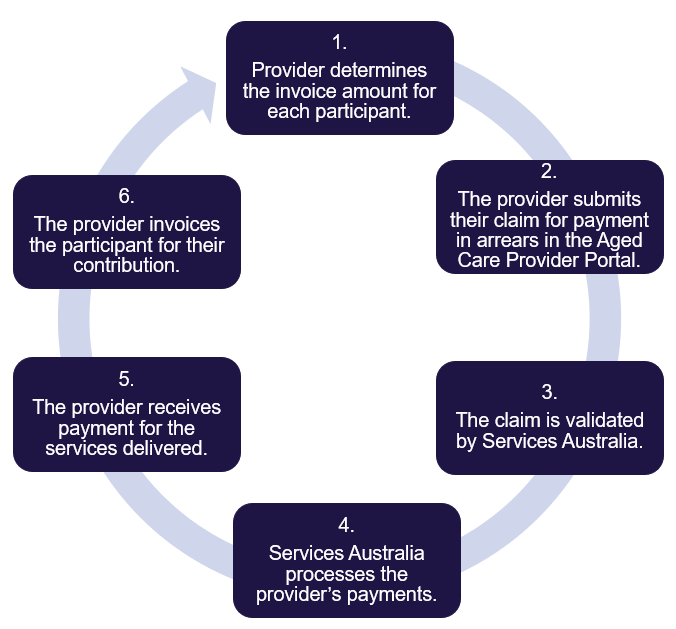 1.
Provider determines
the invoice amount for
each participant.
2.
The provider submits
their claim for payment
in arrears in the Aged
Care Provider Portal.
3.
The claim is validated
by Services Australia.
4.
Services Australia
processes the
provider’s payments.
5.
The provider receives
payment for the
services delivered.
6.
The provider invoices
the participant for their
contribution.